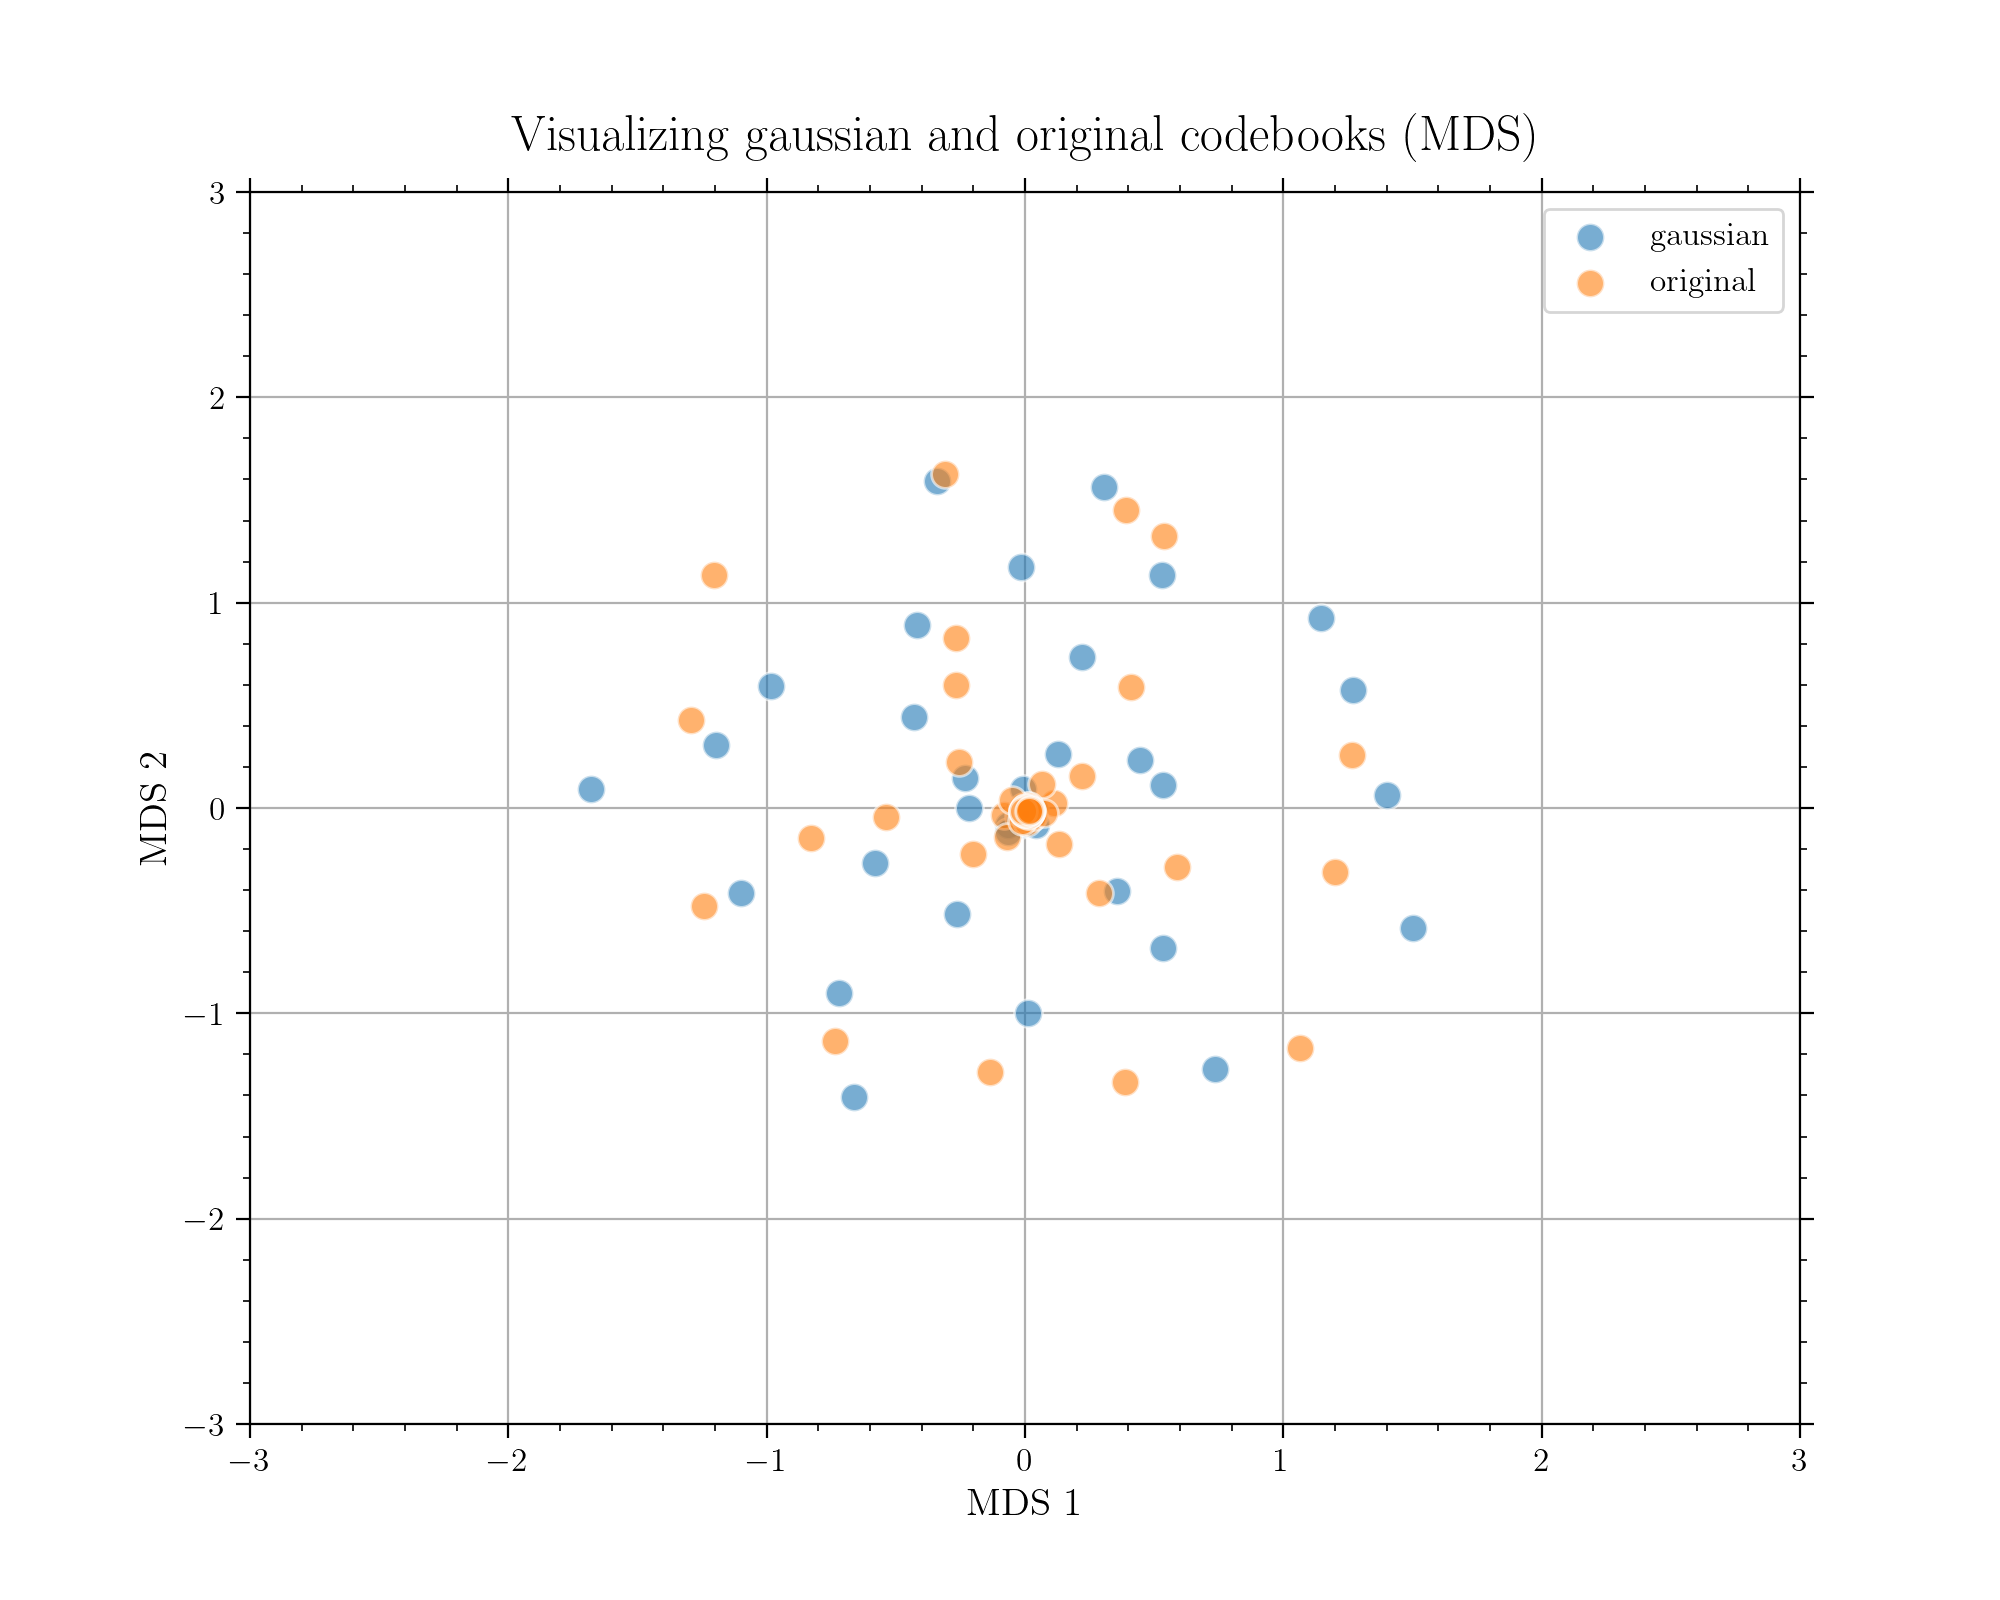 Visualizing gaussian and original codebooks (MDS)
gaussian
original
3
2
1
0
−1
−2
−3
MDS 2
−3
−2
−1
0
1
2
3
MDS 1